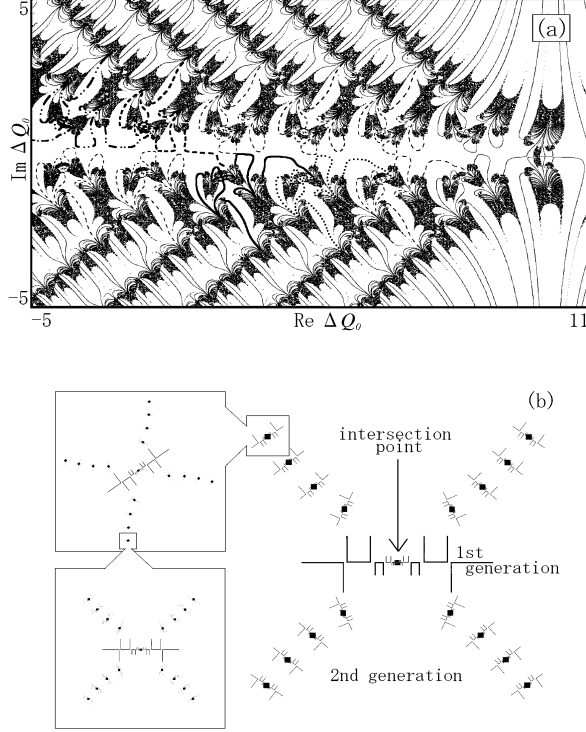 5
(a)
Im ΔQ₀
-5
-5
Re ΔQ₀
11
(b)
intersection
point
1st
generation
2nd generation